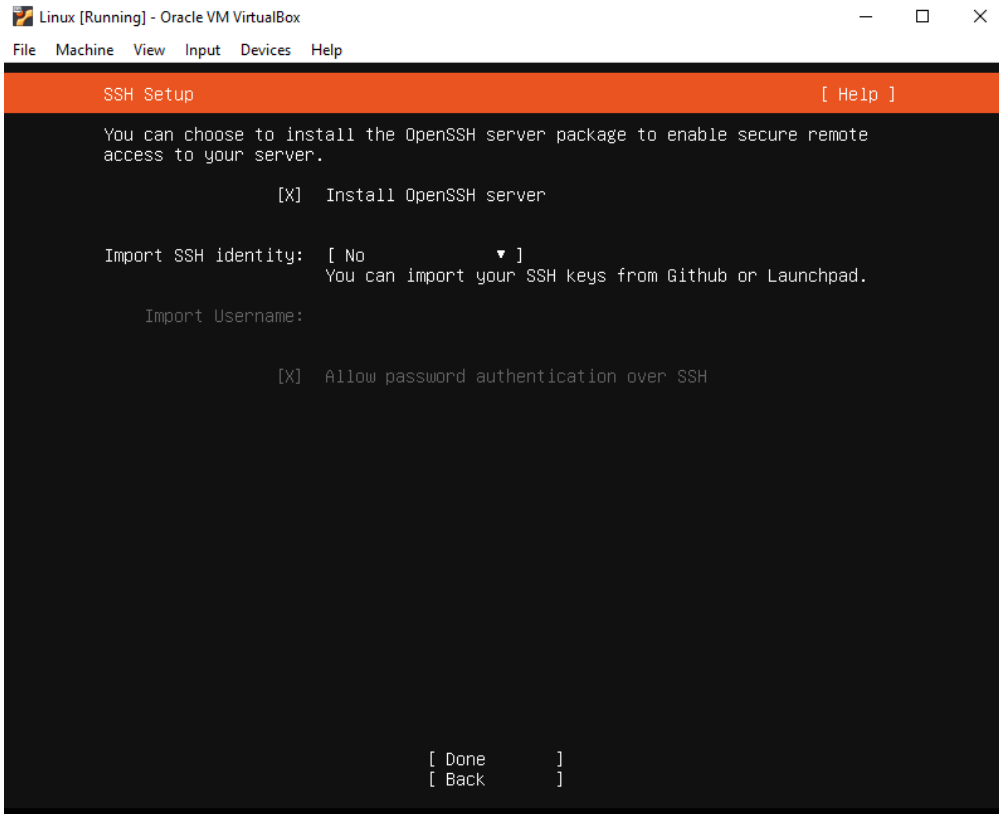 Linux [Running] - Oracle VM VirtualBox
File Machine View Input Devices Help
SSH Setup [ Help ]
You can choose to install the OpenSSH server package to enable secure remote
access to your server.
[X] Install OpenSSH server
Import SSH identity: [ No ▾ ]
You can import your SSH keys from Github or Launchpad.
Import Username:
[X] Allow password authentication over SSH
[ Done ]
[ Back ]